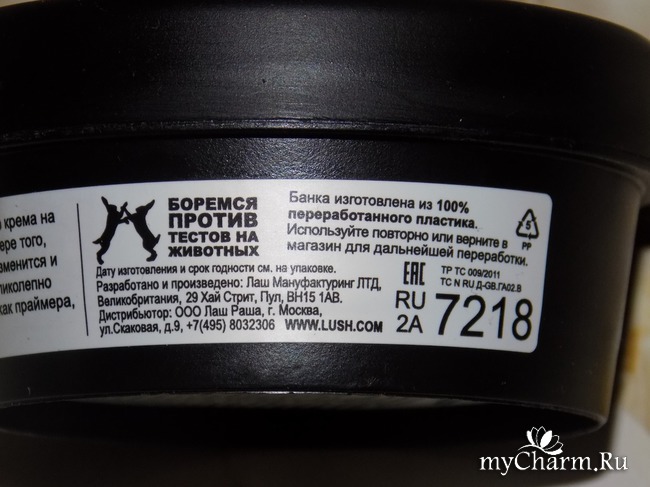 крема на
ере того,
зменится и
ликолепно
как праймера,
БОРЕМСЯ
ПРОТИВ
ТЕСТОВ НА
ЖИВОТНЫХ
Дату изготовления и срок годности см. на упаковке.
Разработано и произведено: Лаш Мануфактуринг ЛТД,
Великобритания, 29 Хай Стрит, Пул, BH15 1AB.
Дистрибьютор: ООО Лаш Раша, г. Москва,
ул.Скаковая, д.9, +7(495) 8032306 WWW.LUSH.COM
Банка изготовлена из 100%
переработанного пластика.
Используйте повторно или верните в
магазин для дальнейшей переработки.
5
PP
EAC
ТР ТС 009/2011
ТС N RU Д-GB.ГА02.В
RU
2A
7218
myCharm.Ru